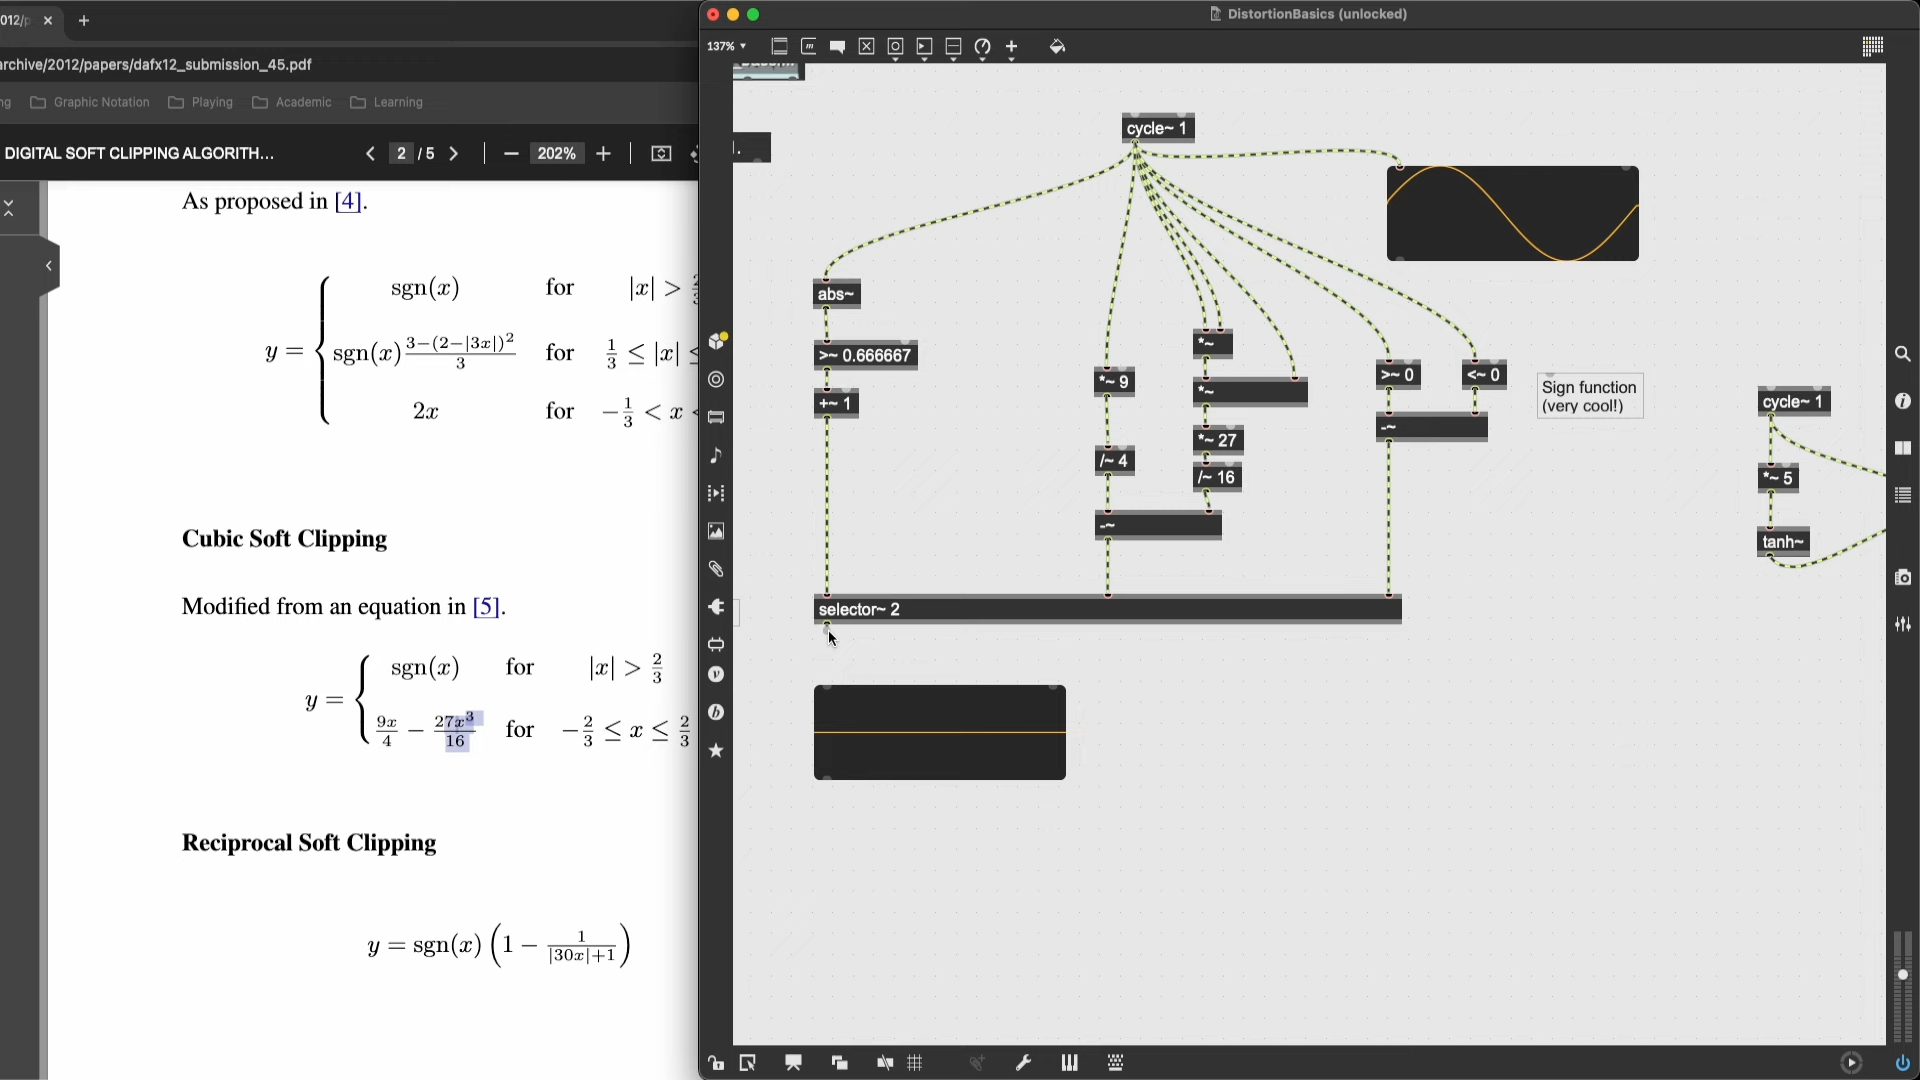 012/p
DistortionBasics (unlocked)
137%
archive/2012/papers/dafx12_submission_45.pdf
Graphic Notation
Playing
Academic
Learning
DIGITAL SOFT CLIPPING ALGORITH...
2 / 5
202%
As proposed in [4].
y = { sgn(x) for |x| >
sgn(x) 3−(2−|3x|)² / 3 for 1/3 ≤ |x| ≤
2x for −1/3 < x <
Cubic Soft Clipping
Modified from an equation in [5].
y = { sgn(x) for |x| > 2/3
9x/4 − 27x³/16 for −2/3 ≤ x ≤ 2/3
Reciprocal Soft Clipping
y = sgn(x) (1 − 1/(|30x|+1))
cycle~ 1
abs~
>~ 0.666667
+~ 1
*~ 9
/~ 4
-~
*~
*~
*~ 27
/~ 16
>~ 0
<~ 0
-~
Sign function
(very cool!)
cycle~ 1
*~ 5
tanh~
selector~ 2